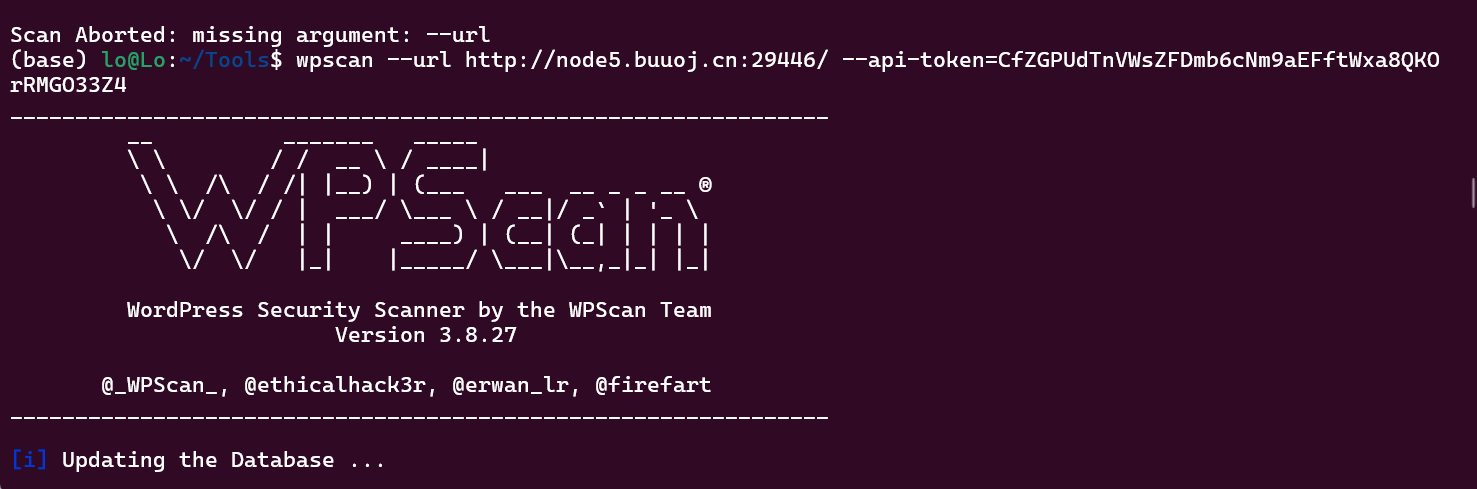 Scan Aborted: missing argument: --url
(base) lo@Lo:~/Tools$ wpscan --url http://node5.buuoj.cn:29446/ --api-token=CfZGPUdTnVWsZFDmb6cNm9aEFftWxa8QKO
rRMGO33Z4
_______________________________________________________________
         __          _______   _____
         \ \        / /  __ \ / ____|
          \ \  /\  / /| |__) | (___   ___  __ _ _ __ ®
           \ \/  \/ / |  ___/ \___ \ / __|/ _` | '_ \
            \  /\  /  | |     ____) | (__| (_| | | | |
             \/  \/   |_|    |_____/ \___|\__,_|_| |_|
WordPress Security Scanner by the WPScan Team
Version 3.8.27
@_WPScan_, @ethicalhack3r, @erwan_lr, @firefart
_______________________________________________________________
[i] Updating the Database ...